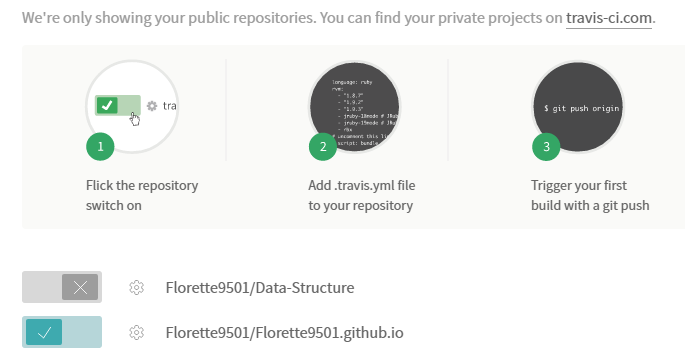 We're only showing your public repositories. You can find your private projects on travis-ci.com.
tra
language: ruby
rvm:
- "1.8.7"
- "1.9.2"
- "1.9.3"
- jruby-18mode # JRub
- jruby-19mode # JRub
- rbx
# uncomment this li
script: bundle
$ git push origin
1
2
3
Flick the repository
switch on
Add .travis.yml file
to your repository
Trigger your first
build with a git push
Florette9501/Data-Structure
Florette9501/Florette9501.github.io